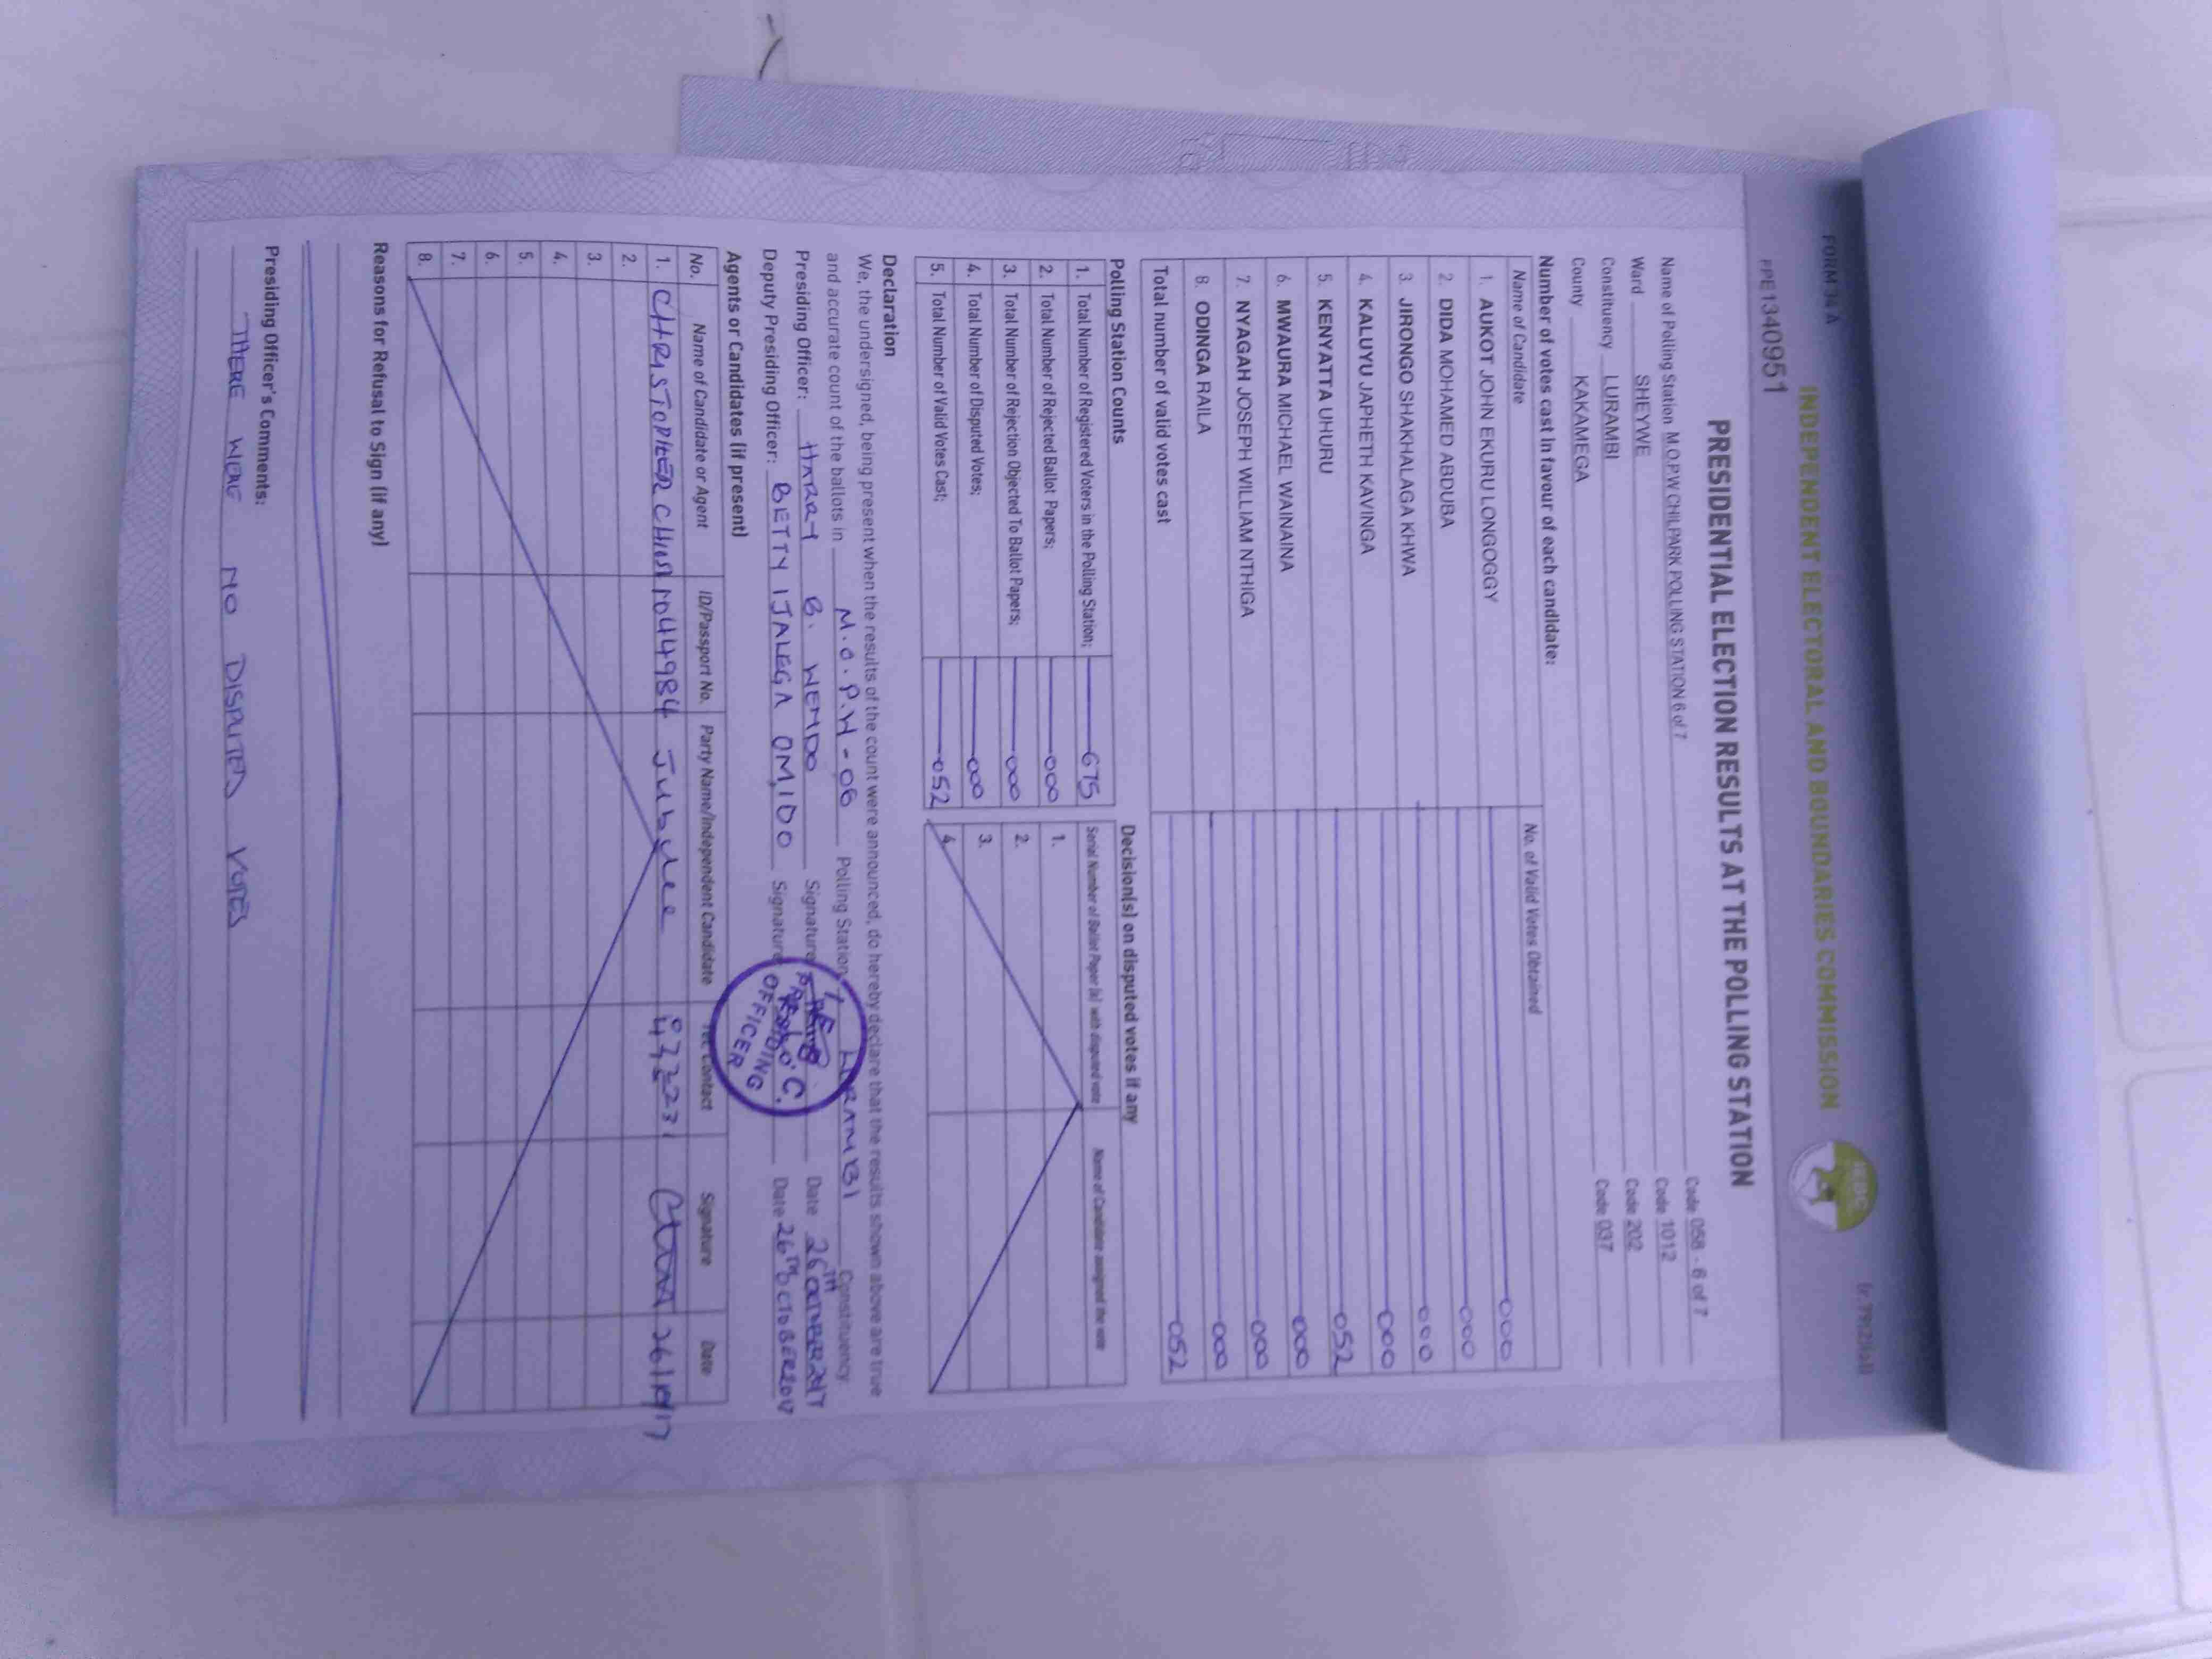 FORM 34 A
INDEPENDENT ELECTORAL AND BOUNDARIES COMMISSION
IEBC
PPE1340951
PRESIDENTIAL ELECTION RESULTS AT THE POLLING STATION
Name of Polling Station M.O.P.W CHILPARK POLLING STATION 6 of 7 Code 058 - 6 of 7
Ward SHEYWE Code 1012
Constituency LURAMBI Code 202
County KAKAMEGA Code 037
Number of votes cast in favour of each candidate:
Name of Candidate No. of Valid Votes Obtained
1. AUKOT JOHN EKURU LONGOGGY 000
2. DIDA MOHAMED ABDUBA 000
3. JIRONGO SHAKHALAGA KHWA 000
4. KALUYU JAPHETH KAVINGA 000
5. KENYATTA UHURU 052
6. MWAURA MICHAEL WAINAINA 000
7. NYAGAH JOSEPH WILLIAM NTHIGA 000
8. ODINGA RAILA 000
Total number of valid votes cast 052
Polling Station Counts
1. Total Number of Registered Voters in the Polling Station; 675
2. Total Number of Rejected Ballot Papers; 000
3. Total Number of Rejection Objected To Ballot Papers; 000
4. Total Number of Disputed Votes; 000
5. Total Number of Valid Votes Cast; 052
Decision(s) on disputed votes if any
Serial Number of Ballot Paper (s) with disputed vote Name of Candidate assigned the vote
1.
2.
3.
4.
Declaration
We, the undersigned, being present when the results of the count were announced, do hereby declare that the results shown above are true
and accurate count of the ballots in M.O.P.W - 06 Polling Station, LURAMBI Constituency
Presiding Officer: HARRY B. WEMDO Signature Date 26TH OCTOBER 2017
Deputy Presiding Officer: BETTY IJALEGA OMIDO Signature Date 26TH OCTOBER 2017
PRESIDING
OFFICER
Agents or Candidates (if present)
No. Name of Candidate or Agent ID/Passport No. Party Name/Independent Candidate Tel. Contact Signature Date
1. CHRISTOPHER 10444984 Jubilee 26/10/17
2.
3.
4.
5.
6.
7.
8.
Reasons for Refusal to Sign (if any)
Presiding Officer's Comments:
THERE WERE NO DISPUTED VOTES